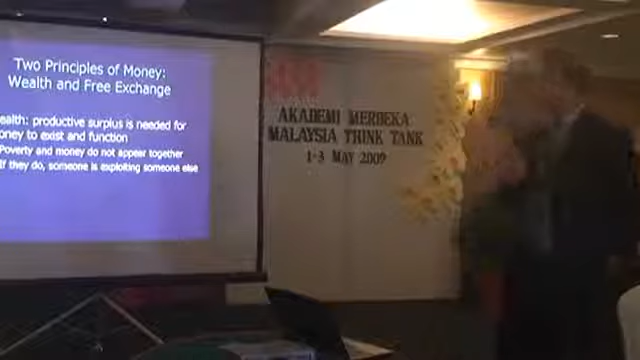 Two Principles of Money:
Wealth and Free Exchange
ealth: productive surplus is needed for
oney to exist and function
Poverty and money do not appear together
If they do, someone is exploiting someone else
AKADEMI MERDEKA
MALAYSIA THINK TANK
1-3 MAY 2009